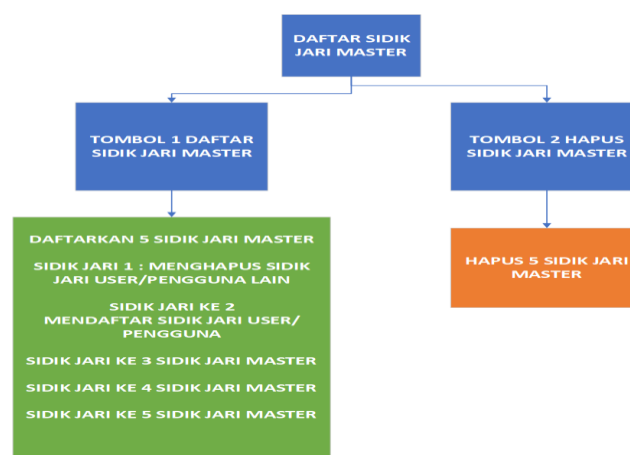 DAFTAR SIDIK
JARI MASTER
TOMBOL 1 DAFTAR
SIDIK JARI MASTER
TOMBOL 2 HAPUS
SIDIK JARI MASTER
DAFTARKAN 5 SIDIK JARI MASTER
SIDIK JARI 1 : MENGHAPUS SIDIK
JARI USER/PENGGUNA LAIN
SIDIK JARI KE 2
MENDAFTAR SIDIK JARI USER/
PENGGUNA
SIDIK JARI KE 3 SIDIK JARI MASTER
SIDIK JARI KE 4 SIDIK JARI MASTER
SIDIK JARI KE 5 SIDIK JARI MASTER
HAPUS 5 SIDIK JARI
MASTER